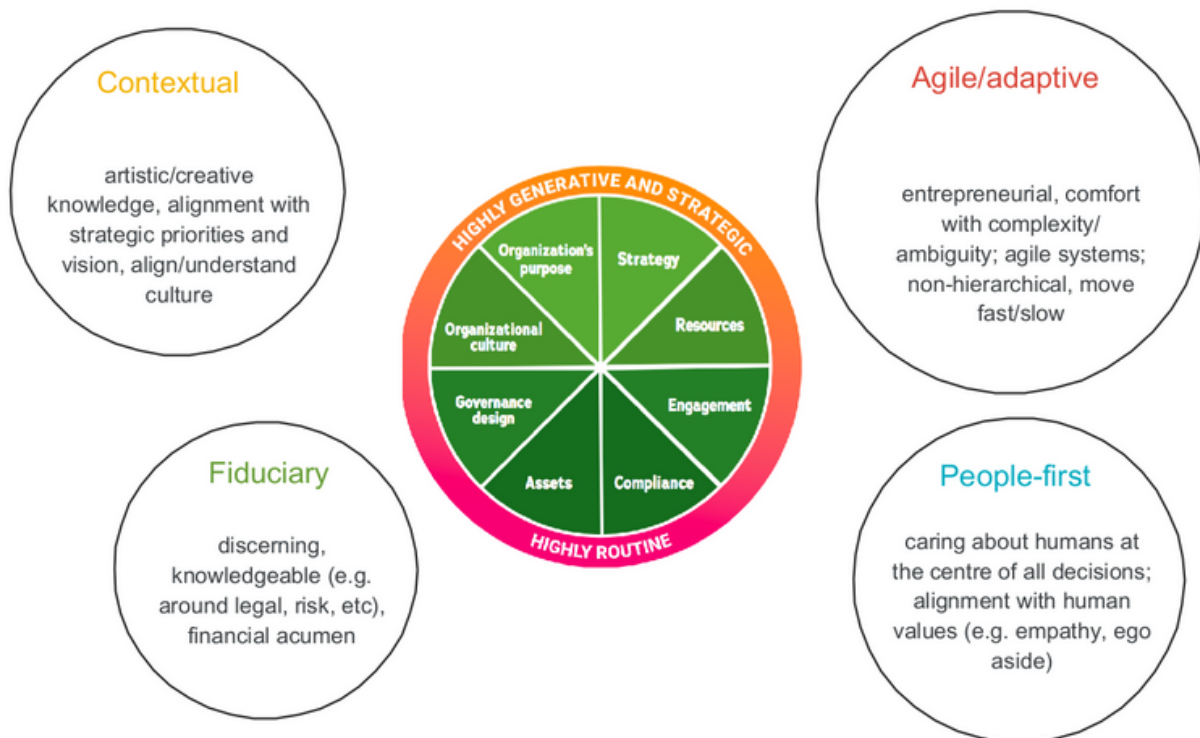 Contextual
artistic/creative
knowledge, alignment with
strategic priorities and
vision, align/understand
culture
Agile/adaptive
entrepreneurial, comfort
with complexity/
ambiguity; agile systems;
non-hierarchical, move
fast/slow
HIGHLY GENERATIVE AND STRATEGIC
Organization's
purpose
Strategy
Organizational
culture
Resources
Governance
design
Engagement
Assets
Compliance
HIGHLY ROUTINE
Fiduciary
discerning,
knowledgeable (e.g.
around legal, risk, etc),
financial acumen
People-first
caring about humans at
the centre of all decisions;
alignment with human
values (e.g. empathy, ego
aside)